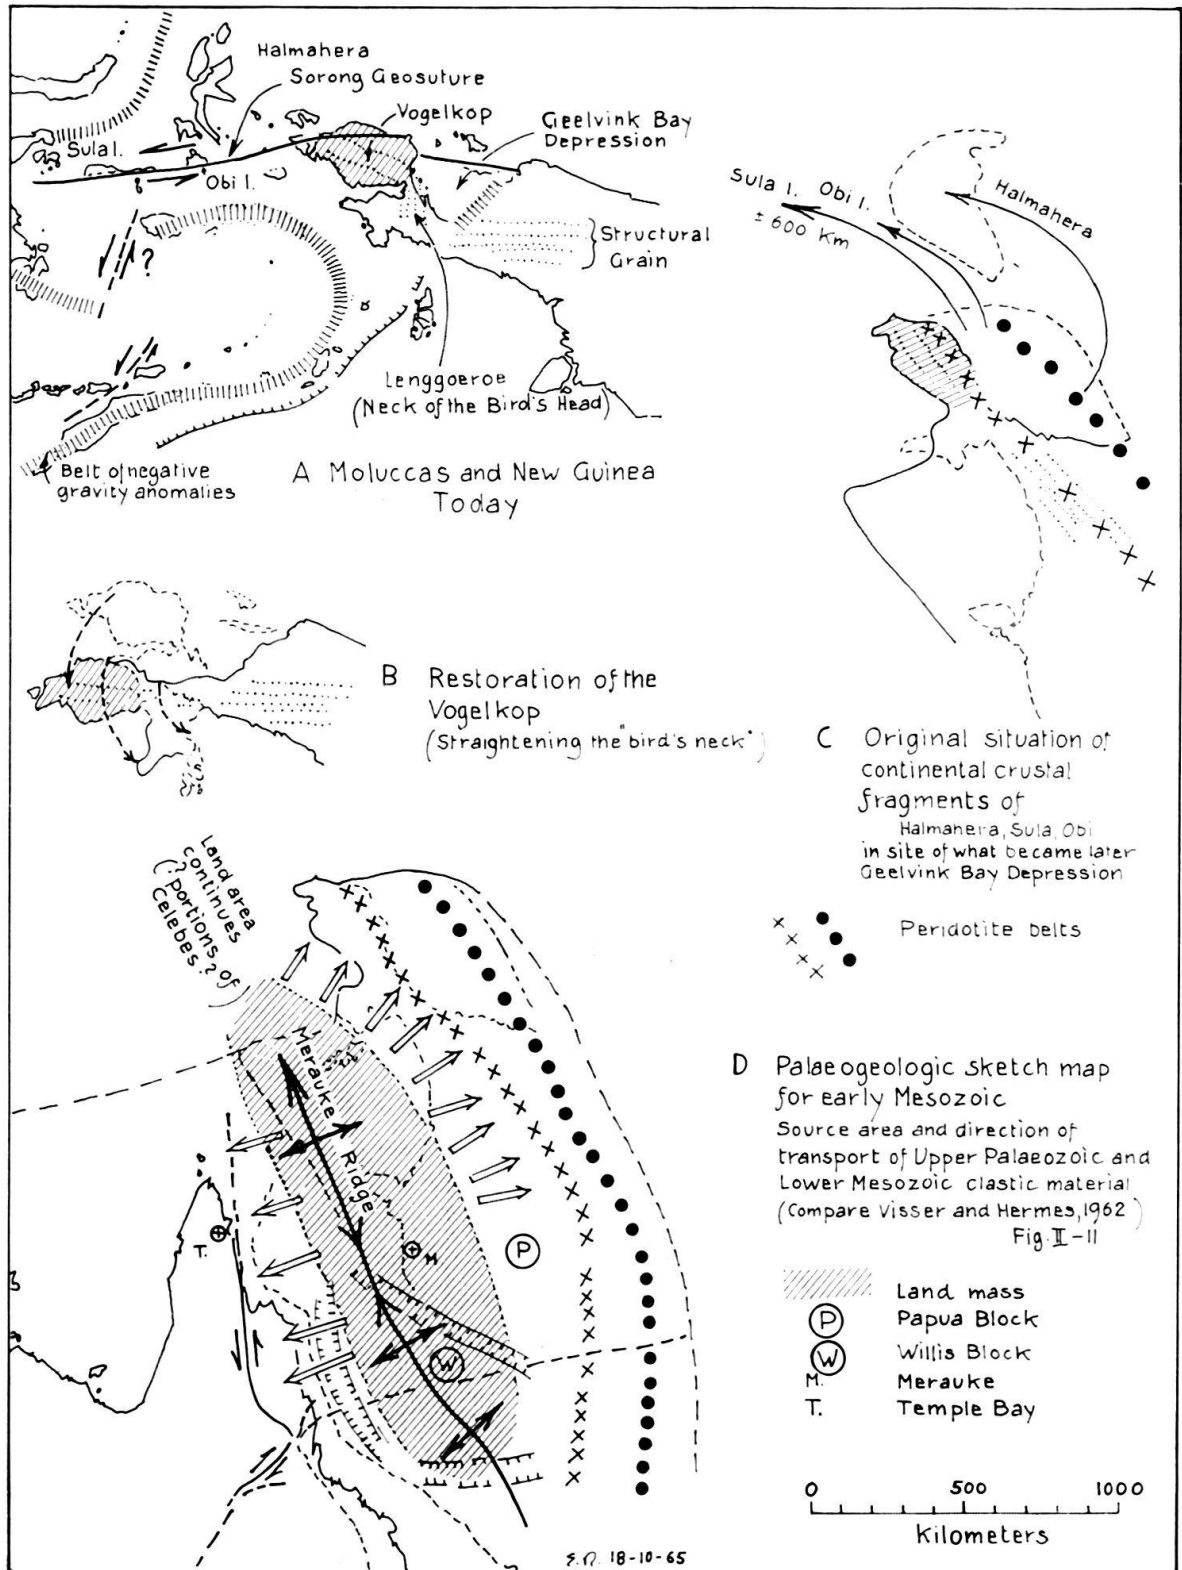 Halmahera
Sorong Geosuture
Vogelkop
Geelvink Bay
Depression
Sula I.
Obi I.
?
Structural
Grain
Lenggoeroe
(Neck of the Bird's Head)
Belt of negative
gravity anomalies
A Moluccas and New Guinea
Today
Sula I. Obi I.
± 600 Km
Halmahera
B Restoration of the
Vogelkop
(Straightening the "bird's neck")
C Original situation of
continental crustal
fragments of
Halmahera, Sula, Obi
in site of what became later
Geelvink Bay Depression
Peridotite belts
Land area
continues
(? portions of
Celebes?)
Merauke Ridge
T.
M
P
W
D Palaeogeologic sketch map
for early Mesozoic
Source area and direction of
transport of Upper Palaeozoic and
Lower Mesozoic clastic material
(Compare Visser and Hermes, 1962)
Fig. II-11
Land mass
P Papua Block
W Willis Block
M. Merauke
T. Temple Bay
0 500 1000
Kilometers
18-10-65